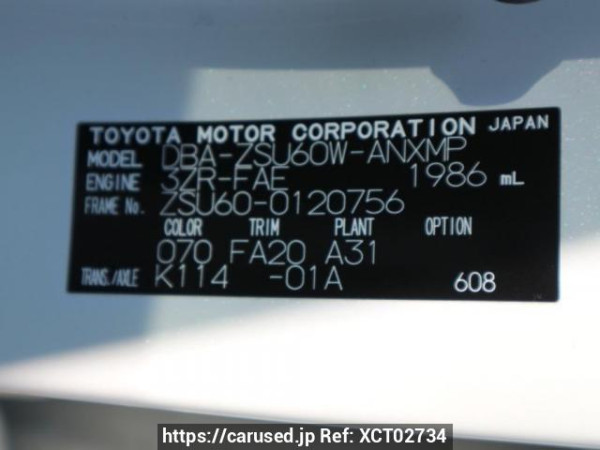 TOYOTA MOTOR CORPORATION JAPAN
MODEL DBA-ZSU60W-ANXMP
ENGINE 3ZR-FAE 1986 mL
FRAME No. ZSU60-0120756
COLOR TRIM PLANT OPTION
070 FA20 A31
TRANS./AXLE K114 -01A 608
https://carused.jp Ref: XCT02734